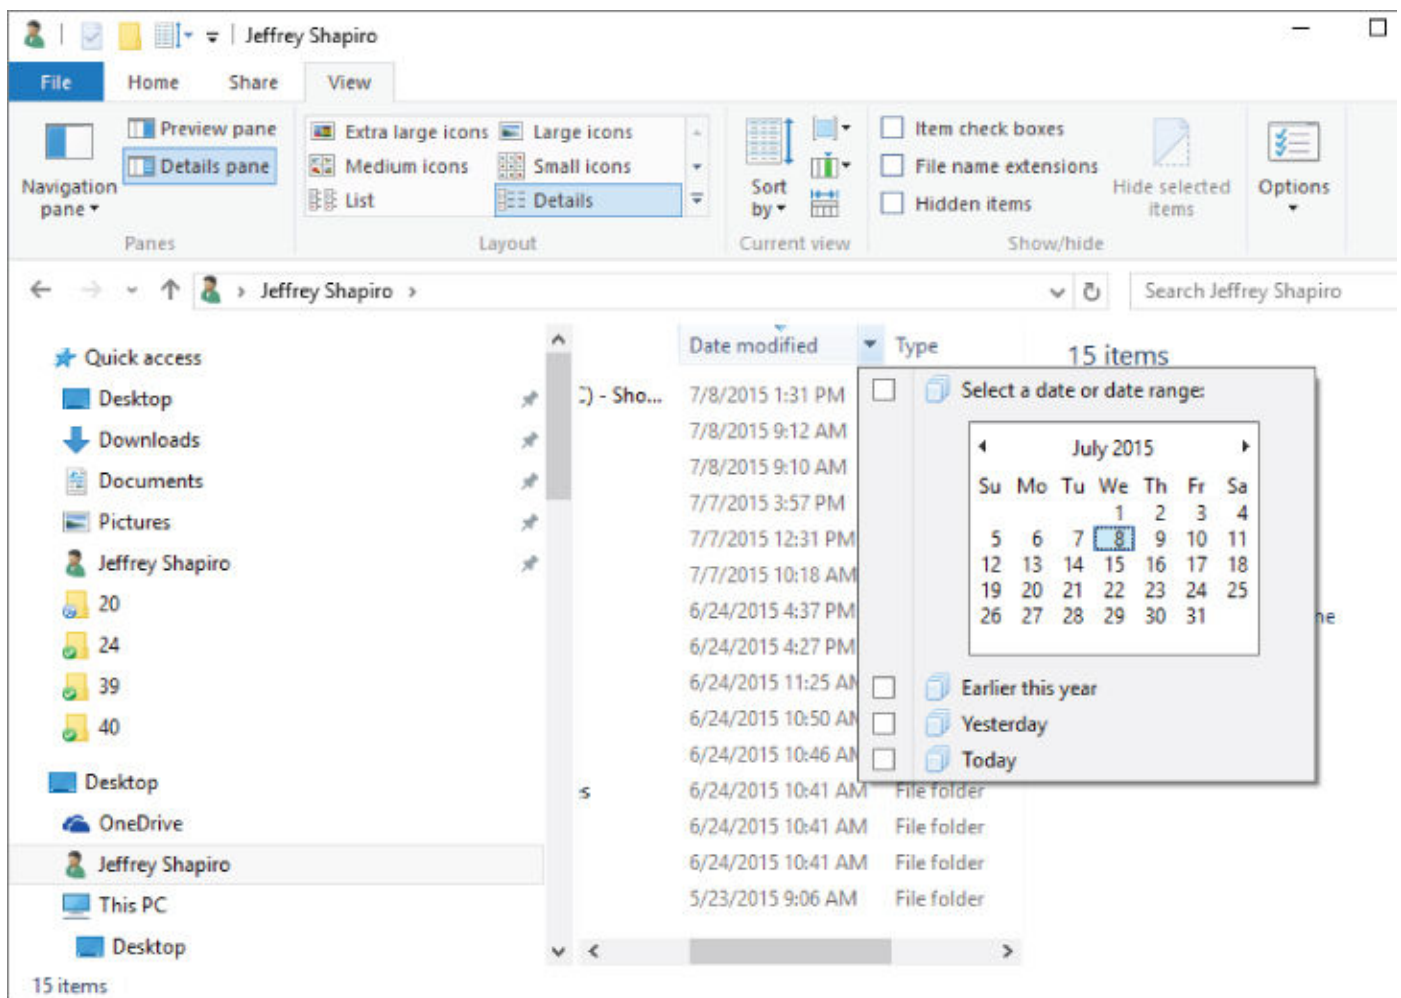 Jeffrey Shapiro
File Home Share View
Preview pane
Details pane
Navigation pane
Panes
Extra large icons Large icons
Medium icons Small icons
List Details
Layout
Sort by
Current view
Item check boxes
File name extensions
Hidden items
Hide selected items
Show/hide
Options
Jeffrey Shapiro
Search Jeffrey Shapiro
Quick access
Desktop
Downloads
Documents
Pictures
Jeffrey Shapiro
20
24
39
40
Desktop
OneDrive
Jeffrey Shapiro
This PC
Desktop
Date modified Type
C) - Sho... 7/8/2015 1:31 PM
7/8/2015 9:12 AM
7/8/2015 9:10 AM
7/7/2015 3:57 PM
7/7/2015 12:31 PM
7/7/2015 10:18 AM
6/24/2015 4:37 PM
6/24/2015 4:27 PM
6/24/2015 11:25 AM
6/24/2015 10:50 AM
6/24/2015 10:46 AM
s 6/24/2015 10:41 AM File folder
6/24/2015 10:41 AM File folder
6/24/2015 10:41 AM File folder
5/23/2015 9:06 AM File folder
15 items
Select a date or date range:
July 2015
Su Mo Tu We Th Fr Sa
1 2 3 4
5 6 7 8 9 10 11
12 13 14 15 16 17 18
19 20 21 22 23 24 25
26 27 28 29 30 31
Earlier this year
Yesterday
Today
15 items